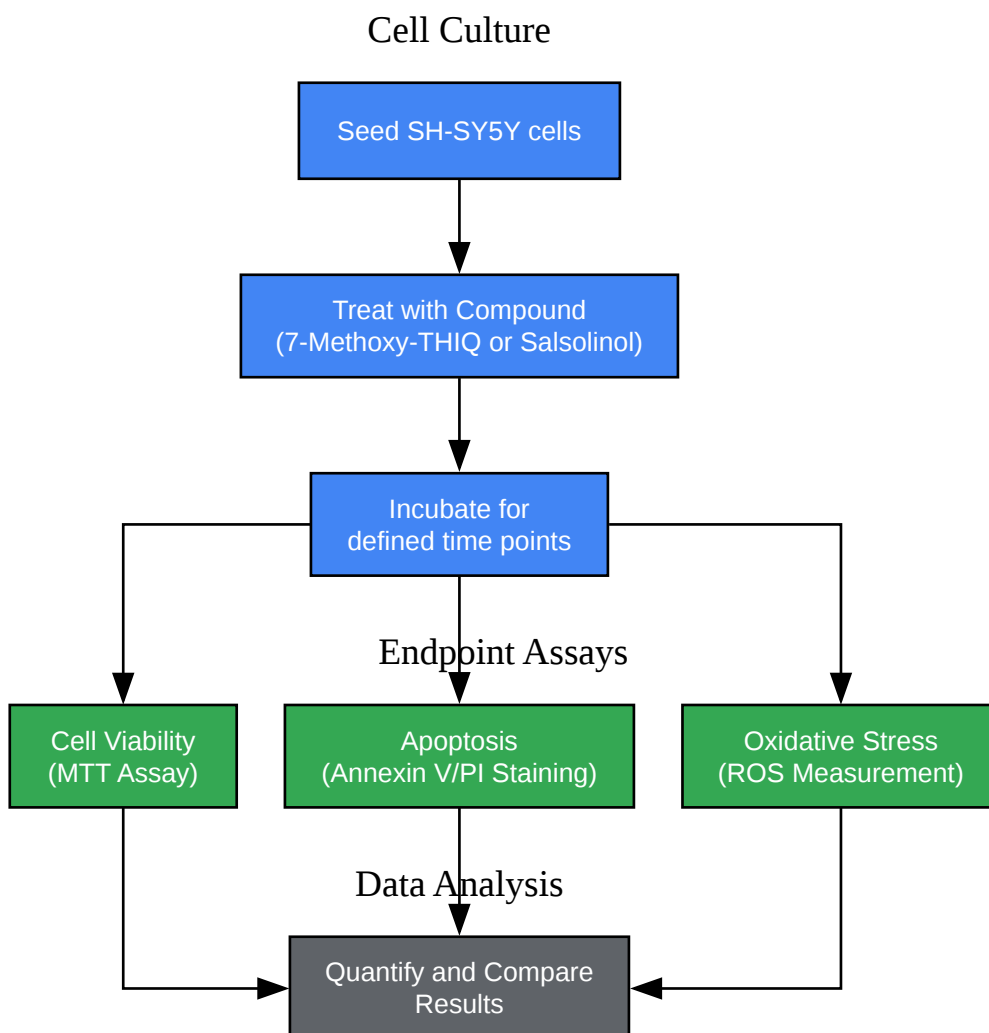 Cell Culture
Seed SH-SY5Y cells
Treat with Compound
(7-Methoxy-THIQ or Salsolinol)
Incubate for
defined time points
Endpoint Assays
Cell Viability
(MTT Assay)
Apoptosis
(Annexin V/PI Staining)
Oxidative Stress
(ROS Measurement)
Data Analysis
Quantify and Compare
Results